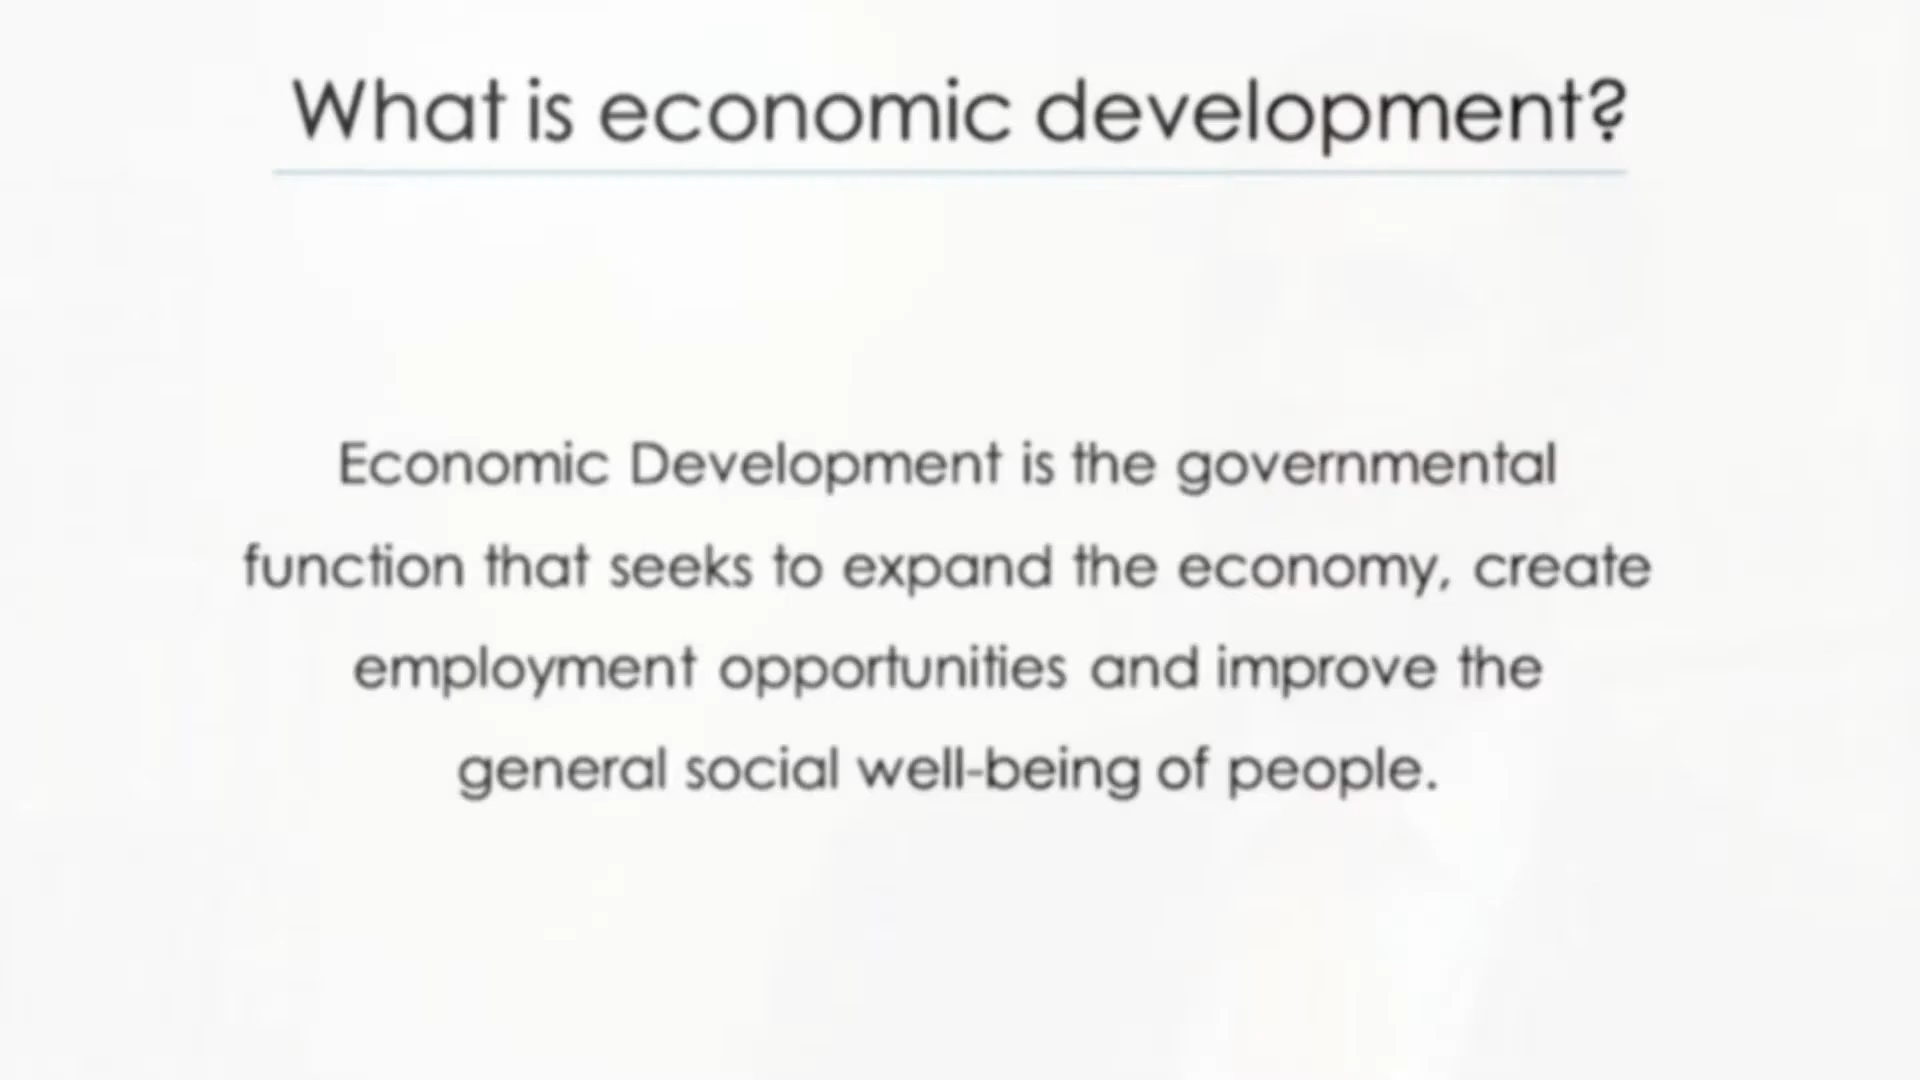 What is economic development?
Economic Development is the governmental
function that seeks to expand the economy, create
employment opportunities and improve the
general social well-being of people.